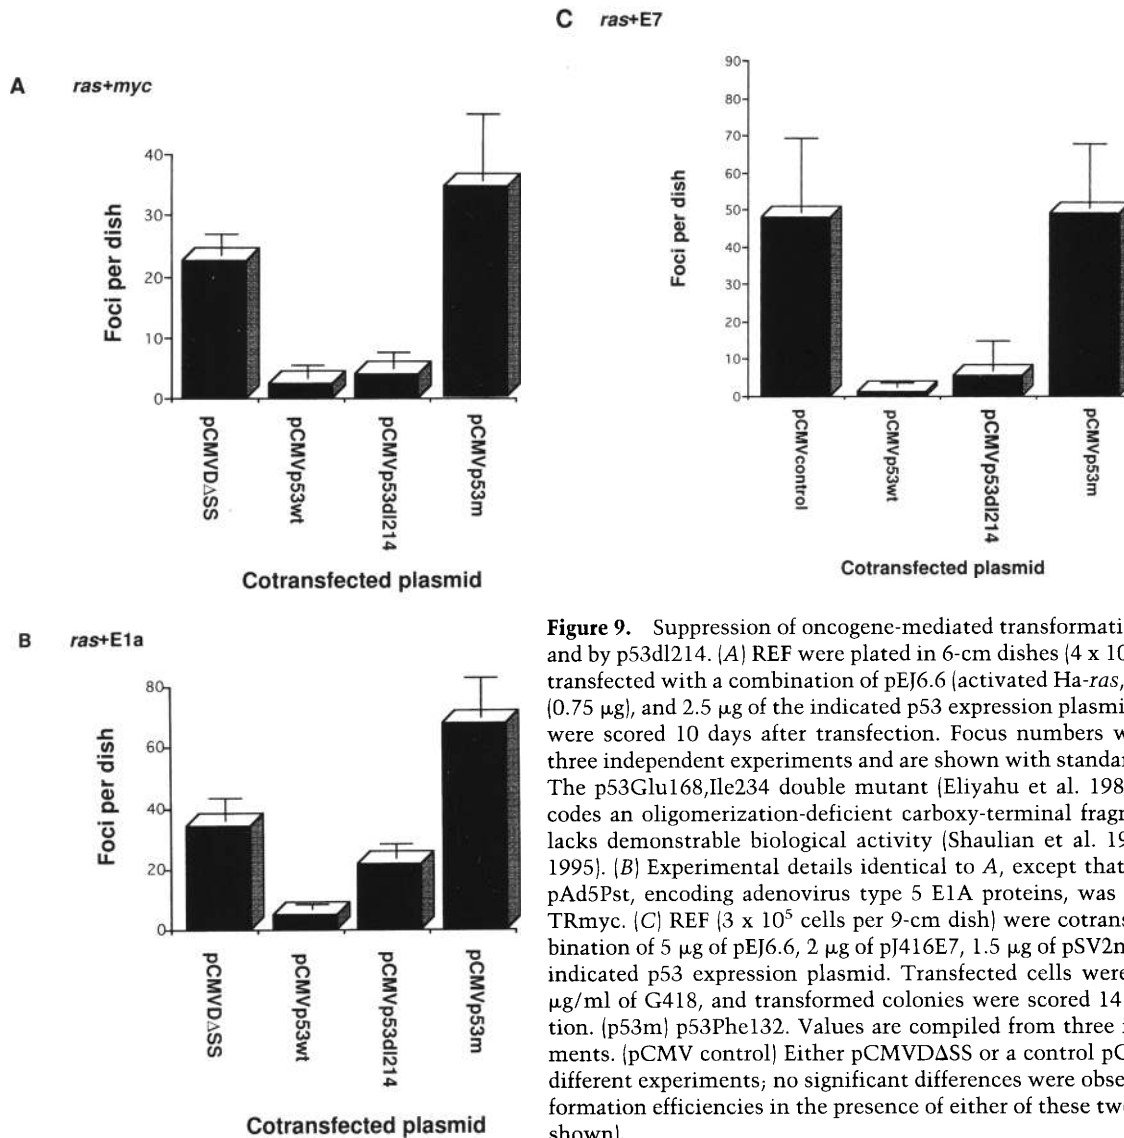 A ras+myc
Foci per dish
40
30
20
10
0
pCMVDΔSS
pCMVp53wt
pCMVp53dl214
pCMVp53m
Cotransfected plasmid
B ras+E1a
Foci per dish
80
60
40
20
0
pCMVDΔSS
pCMVp53wt
pCMVp53dl214
pCMVp53m
Cotransfected plasmid
C ras+E7
Foci per dish
90
80
70
60
50
40
30
20
10
0
pCMVcontrol
pCMVp53wt
pCMVp53dl214
pCMVp53m
Cotransfected plasmid
Figure 9. Suppression of oncogene-mediated transformati
and by p53dl214. (A) REF were plated in 6-cm dishes (4 x 10
transfected with a combination of pEJ6.6 (activated Ha-ras,
(0.75 μg), and 2.5 μg of the indicated p53 expression plasmi
were scored 10 days after transfection. Focus numbers w
three independent experiments and are shown with standar
The p53Glu168,Ile234 double mutant (Eliyahu et al. 198
codes an oligomerization-deficient carboxy-terminal fragm
lacks demonstrable biological activity (Shaulian et al. 19
1995). (B) Experimental details identical to A, except that
pAd5Pst, encoding adenovirus type 5 E1A proteins, was
TRmyc. (C) REF (3 x 10⁵ cells per 9-cm dish) were cotrans
bination of 5 μg of pEJ6.6, 2 μg of pJ416E7, 1.5 μg of pSV2n
indicated p53 expression plasmid. Transfected cells were
μg/ml of G418, and transformed colonies were scored 14
tion. (p53m) p53Phe132. Values are compiled from three
ments. (pCMV control) Either pCMVDΔSS or a control pC
different experiments; no significant differences were obse
formation efficiencies in the presence of either of these tw
shown).